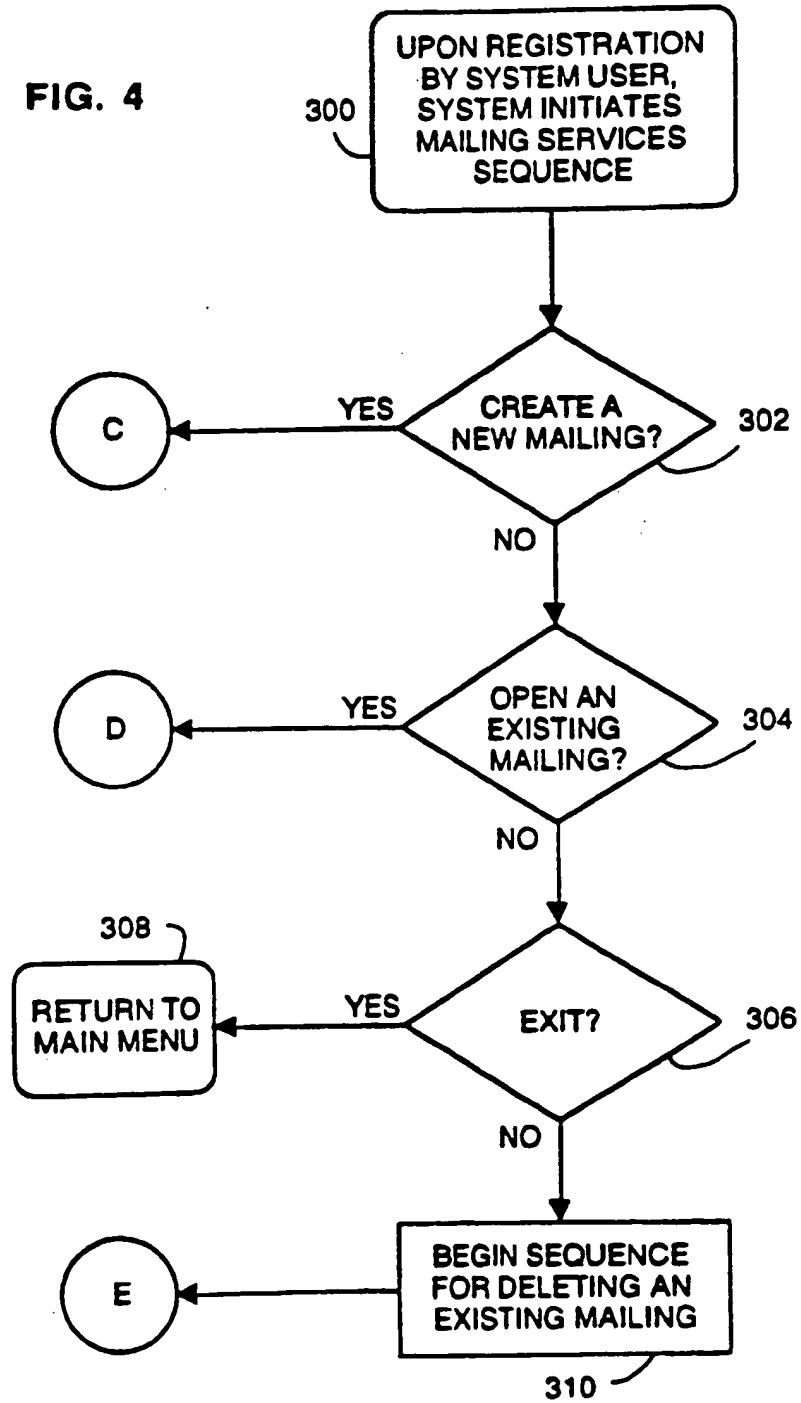 FIG. 4
300
UPON REGISTRATION
BY SYSTEM USER,
SYSTEM INITIATES
MAILING SERVICES
SEQUENCE
C
YES
CREATE A
NEW MAILING?
302
NO
D
YES
OPEN AN
EXISTING
MAILING?
304
NO
308
RETURN TO
MAIN MENU
YES
EXIT?
306
NO
E
BEGIN SEQUENCE
FOR DELETING AN
EXISTING MAILING
310